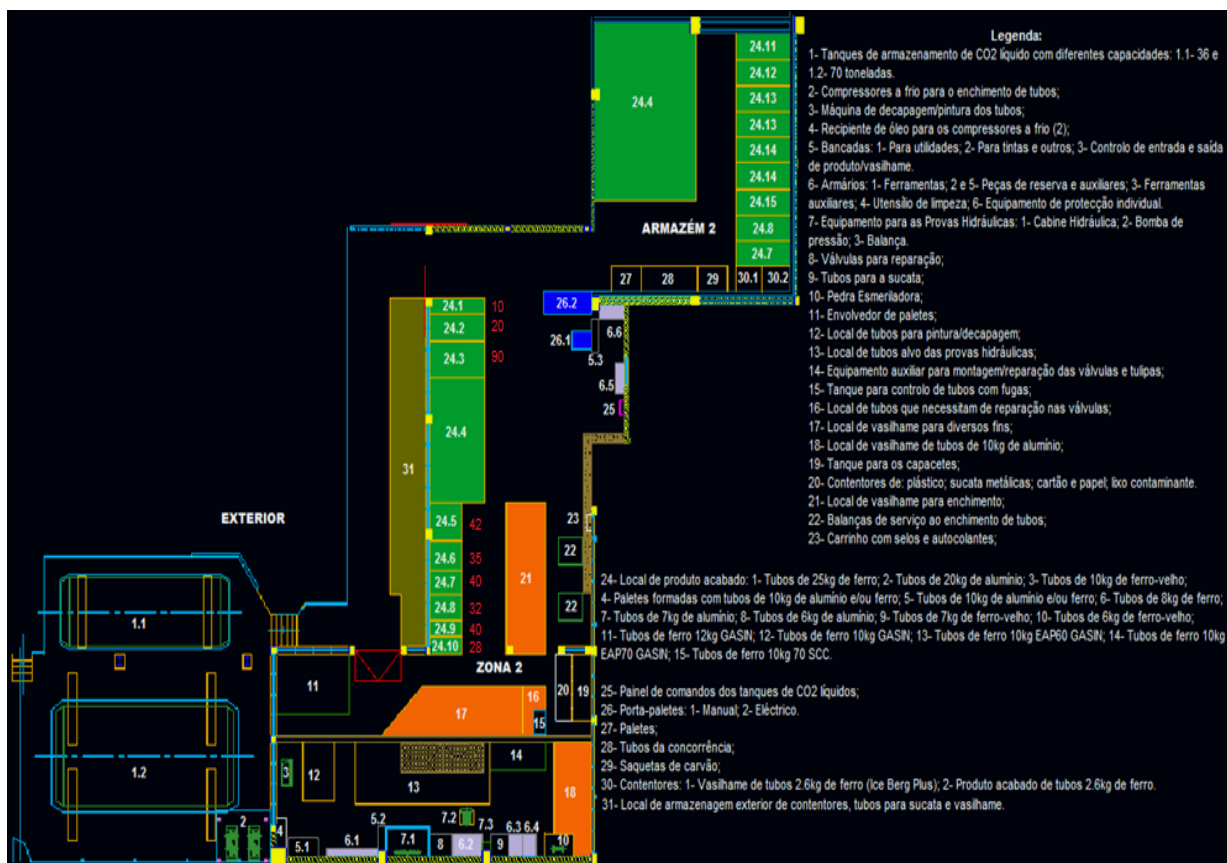 24.11
24.12
24.13
24.13
24.14
24.14
24.15
24.8
24.7
24.4
ARMAZÉM 2
27
28
29
30.1
30.2
26.2
26.1
6.6
5.3
6.5
25
24.1
10
24.2
20
24.3
90
24.4
31
24.5
42
24.6
35
24.7
40
24.8
32
24.9
40
24.10
28
21
23
22
22
EXTERIOR
1.1
1.2
ZONA 2
11
17
16
15
20
19
14
3
12
13
18
2
4
5.1
6.1
5.2
7.1
7.2
8
6.2
7.3
9
6.3
6.4
10
Legenda:
1- Tanques de armazenamento de CO2 líquido com diferentes capacidades: 1.1- 36 e
1.2- 70 toneladas.
2- Compressores a frio para o enchimento de tubos;
3- Máquina de decapagem/pintura dos tubos;
4- Recipiente de óleo para os compressores a frio (2);
5- Bancadas: 1- Para utilidades; 2- Para tintas e outros; 3- Controlo de entrada e saída
de produto/vasilhame.
6- Armários: 1- Ferramentas; 2 e 5- Peças de reserva e auxiliares; 3- Ferramentas
auxiliares; 4- Utensílio de limpeza; 6- Equipamento de protecção individual.
7- Equipamento para as Provas Hidráulicas: 1- Cabine Hidráulica; 2- Bomba de
pressão; 3- Balança.
8- Válvulas para reparação;
9- Tubos para a sucata;
10- Pedra Esmeriladora;
11- Envolvedor de paletes;
12- Local de tubos para pintura/decapagem;
13- Local de tubos alvo das provas hidráulicas;
14- Equipamento auxiliar para montagem/reparação das válvulas e tulipas;
15- Tanque para controlo de tubos com fugas;
16- Local de tubos que necessitam de reparação nas válvulas;
17- Local de vasilhame para diversos fins;
18- Local de vasilhame de tubos de 10kg de alumínio;
19- Tanque para os capacetes;
20- Contentores de: plástico; sucata metálicas; cartão e papel; lixo contaminante.
21- Local de vasilhame para enchimento;
22- Balanças de serviço ao enchimento de tubos;
23- Carrinho com selos e autocolantes;
24- Local de produto acabado: 1- Tubos de 25kg de ferro; 2- Tubos de 20kg de alumínio; 3- Tubos de 10kg de ferro-velho;
4- Paletes formadas com tubos de 10kg de alumínio e/ou ferro; 5- Tubos de 10kg de alumínio e/ou ferro; 6- Tubos de 8kg de ferro;
7- Tubos de 7kg de alumínio; 8- Tubos de 6kg de alumínio; 9- Tubos de 7kg de ferro-velho; 10- Tubos de 6kg de ferro-velho;
11- Tubos de ferro 12kg GASIN; 12- Tubos de ferro 10kg GASIN; 13- Tubos de ferro 10kg EAP60 GASIN; 14- Tubos de ferro 10kg
EAP70 GASIN; 15- Tubos de ferro 10kg 70 SCC.
25- Painel de comandos dos tanques de CO2 líquidos;
26- Porta-paletes: 1- Manual; 2- Eléctrico.
27- Paletes;
28- Tubos da concorrência;
29- Saquetas de carvão;
30- Contentores: 1- Vasilhame de tubos 2.6kg de ferro (Ice Berg Plus); 2- Produto acabado de tubos 2.6kg de ferro.
31- Local de armazenagem exterior de contentores, tubos para sucata e vasilhame.